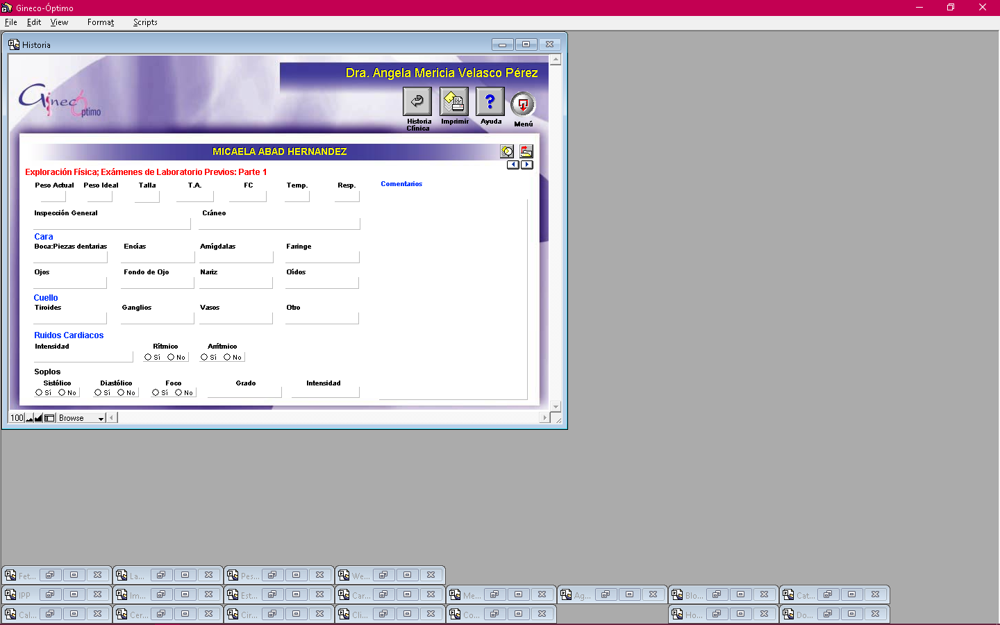 Gineco-Óptimo
File Edit View Format Scripts
Historia
Dra. Angela Mericia Velasco Pérez
Gineco Óptimo
Historia Clínica Imprimir Ayuda Menú
MICAELA ABAD HERNANDEZ
Exploración Física; Exámenes de Laboratorio Previos: Parte 1
Peso Actual Peso Ideal Talla T.A. FC Temp. Resp. Comentarios
Inspección General Cráneo
Cara
Boca:Piezas dentarias Encías Amígdalas Faringe
Ojos Fondo de Ojo Nariz Oídos
Cuello
Tiroides Ganglios Vasos Otro
Ruidos Cardiacos
Intensidad Rítmico Arrítmico
Sí No Sí No
Soplos
Sistólico Diastólico Foco Grado Intensidad
Sí No Sí No Sí No
100 Browse
Fet... La... Pes... We...
IPP Im... Est... Car... Me... Ag... Blo... Cat...
Cal... Cer... Cir... Cli... Co... Ho... Do...